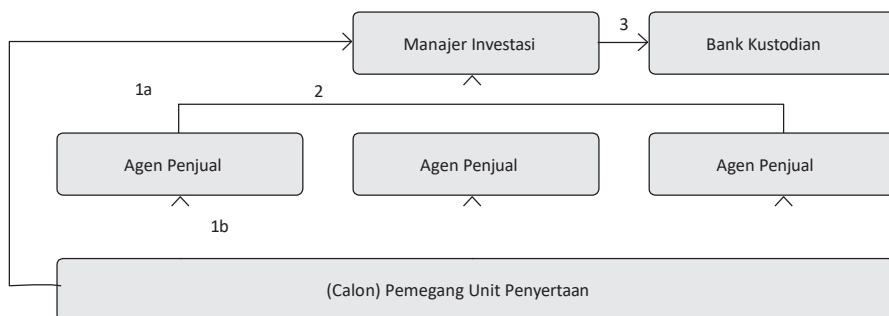 Manajer Investasi
3
Bank Kustodian
1a
2
Agen Penjual
Agen Penjual
Agen Penjual
1b
(Calon) Pemegang Unit Penyertaan